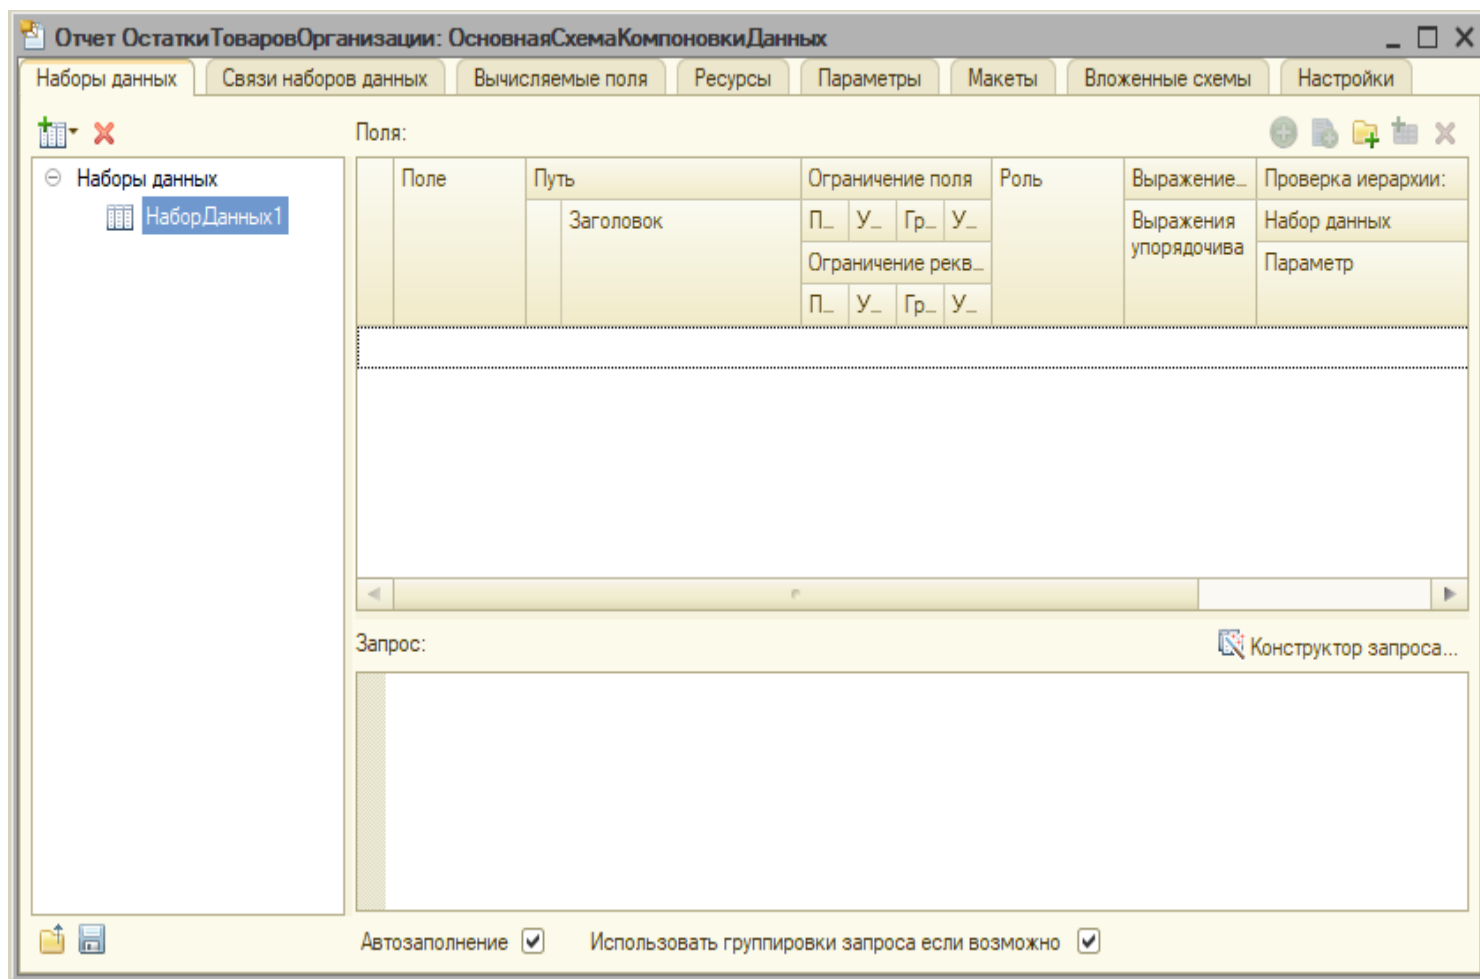 Отчет ОстаткиТоваровОрганизации: ОсновнаяСхемаКомпоновкиДанных
Наборы данных Связи наборов данных Вычисляемые поля Ресурсы Параметры Макеты Вложенные схемы Настройки
Поля:
Наборы данных
НаборДанных1
Поле Путь Ограничение поля Роль Выражение... Проверка иерархии:
Заголовок П... У... Гр... У... Выражения Набор данных
упорядочива
Ограничение рекв... Параметр
П... У... Гр... У...
Запрос: Конструктор запроса...
Автозаполнение Использовать группировки запроса если возможно